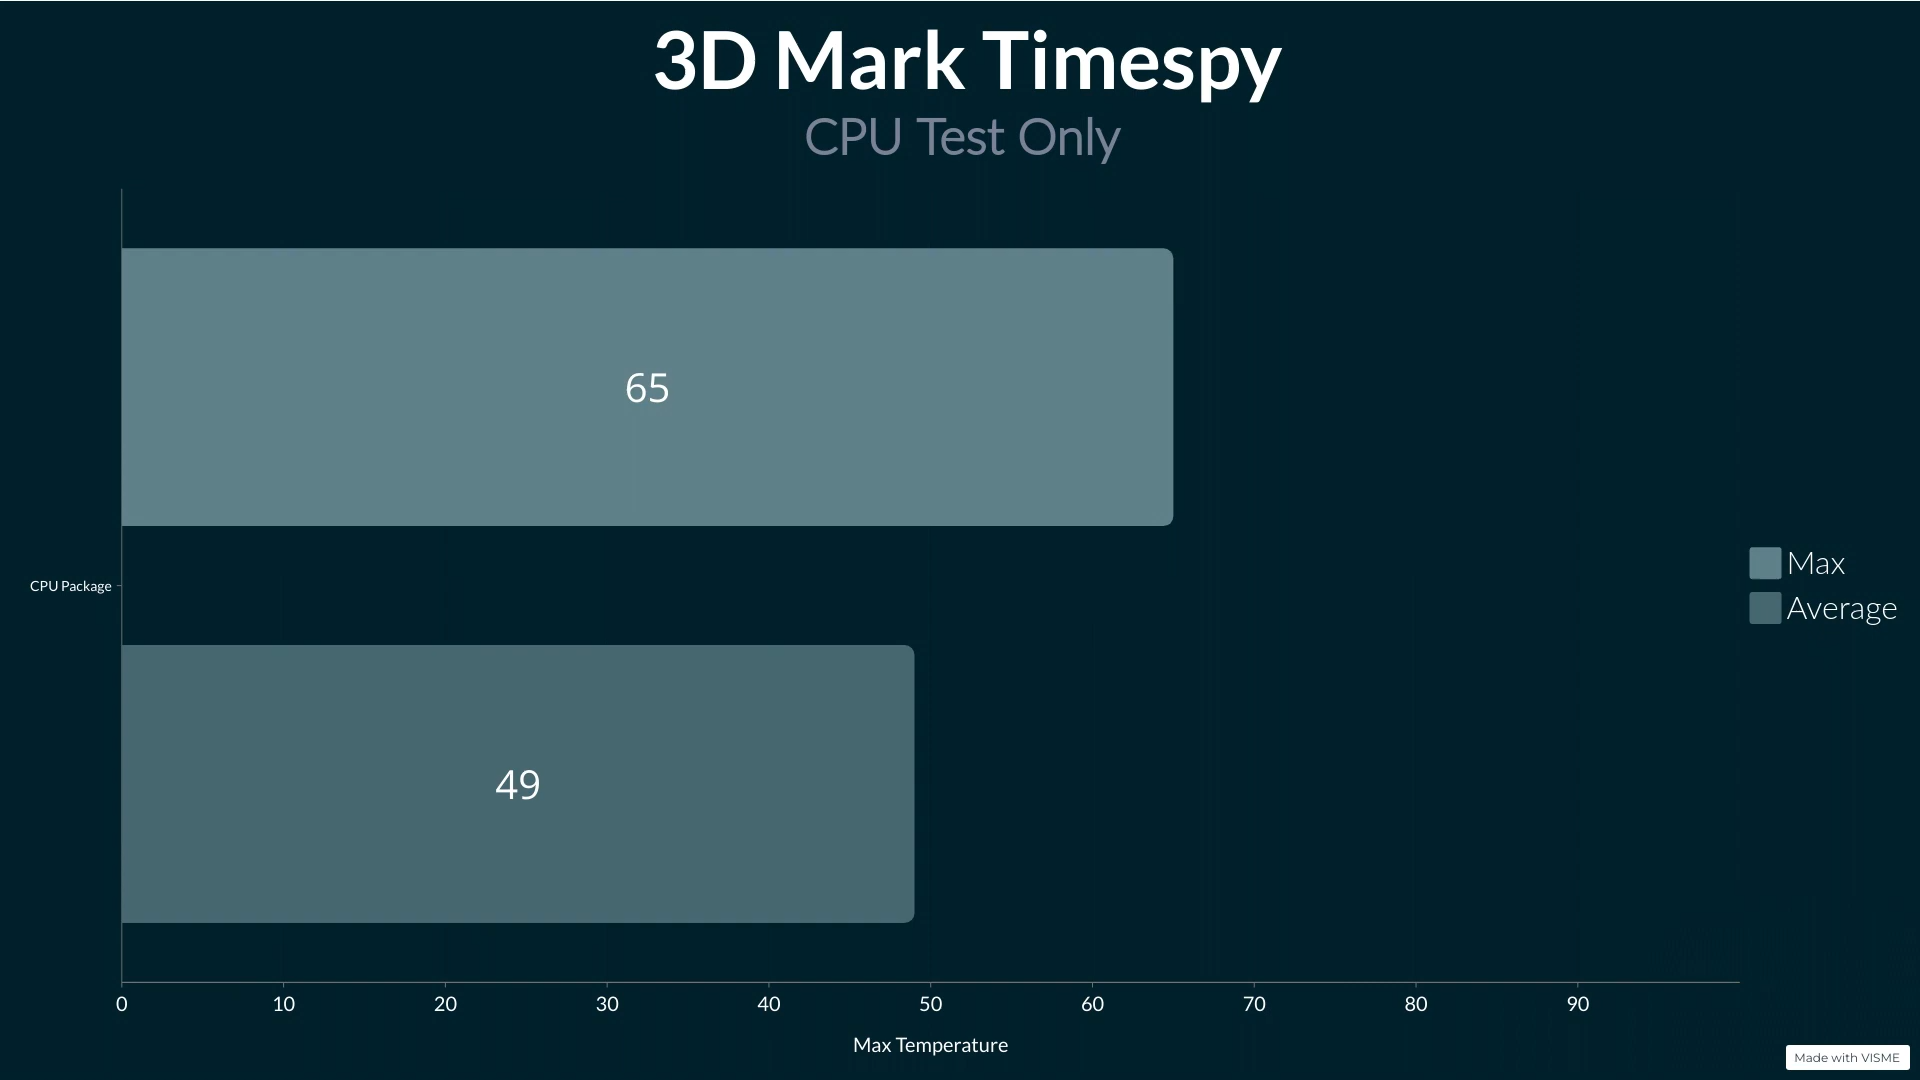 3D Mark Timespy
CPU Test Only
65
CPU Package
Max
Average
49
0 10 20 30 40 50 60 70 80 90
Max Temperature
Made with VISME